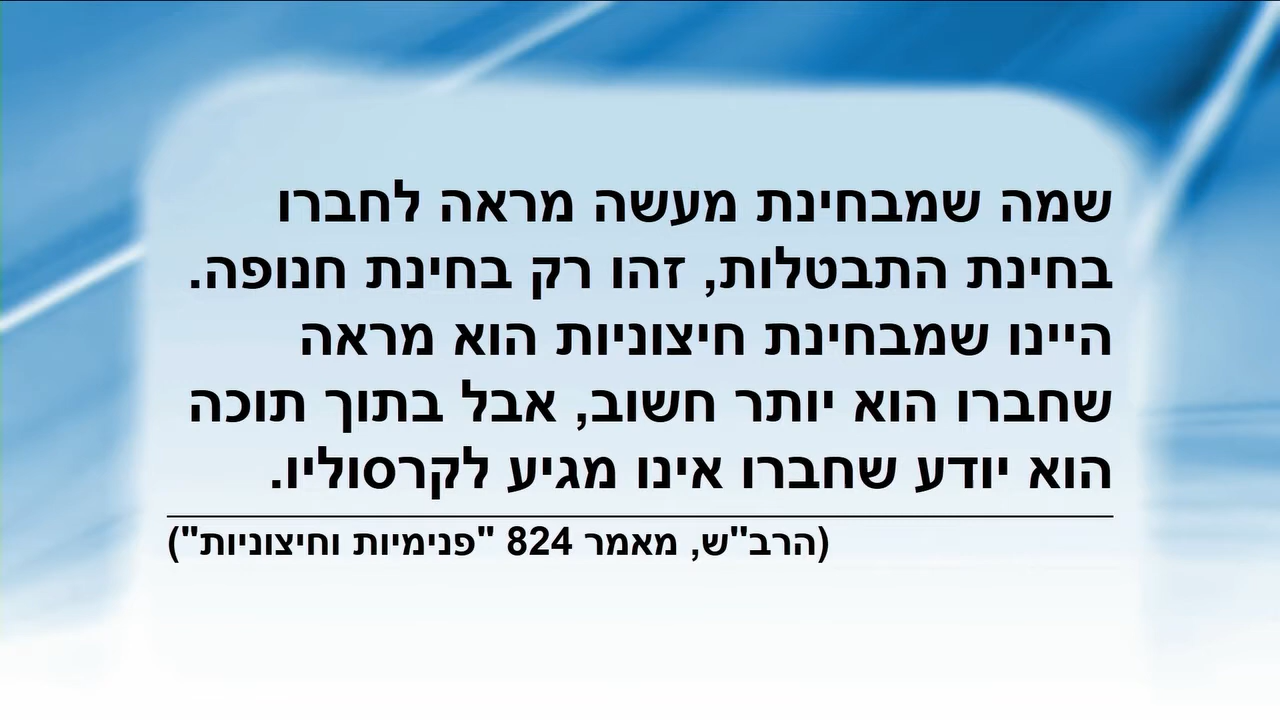 שמה שמבחינת מעשה מראה לחברו
בחינת התבטלות, זהו רק בחינת חנופה.
היינו שמבחינת חיצוניות הוא מראה
שחברו הוא יותר חשוב, אבל בתוך תוכה
הוא יודע שחברו אינו מגיע לקרסוליו.
(הרב"ש, מאמר 824 "פנימיות וחיצוניות")